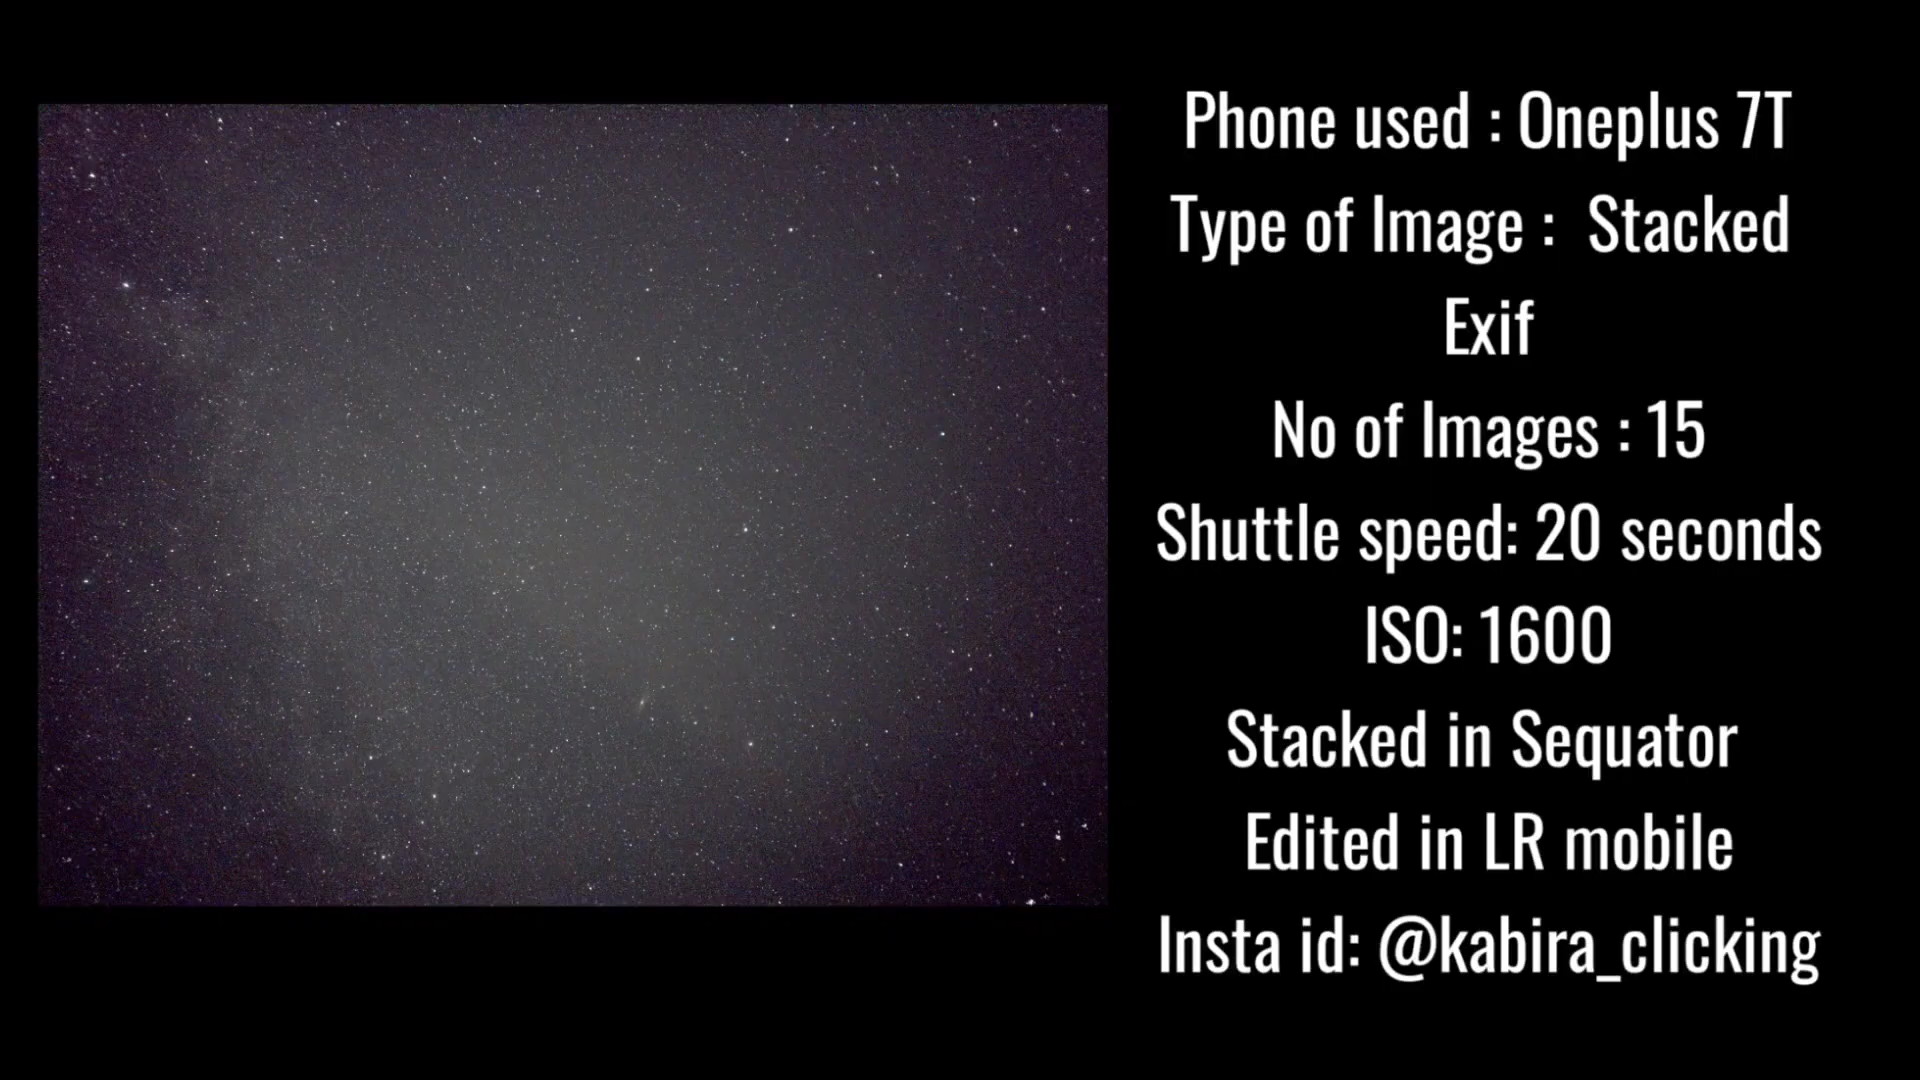 Phone used : Oneplus 7T
Type of Image : Stacked
Exif
No of Images : 15
Shuttle speed: 20 seconds
ISO: 1600
Stacked in Sequator
Edited in LR mobile
Insta id: @kabira_clicking